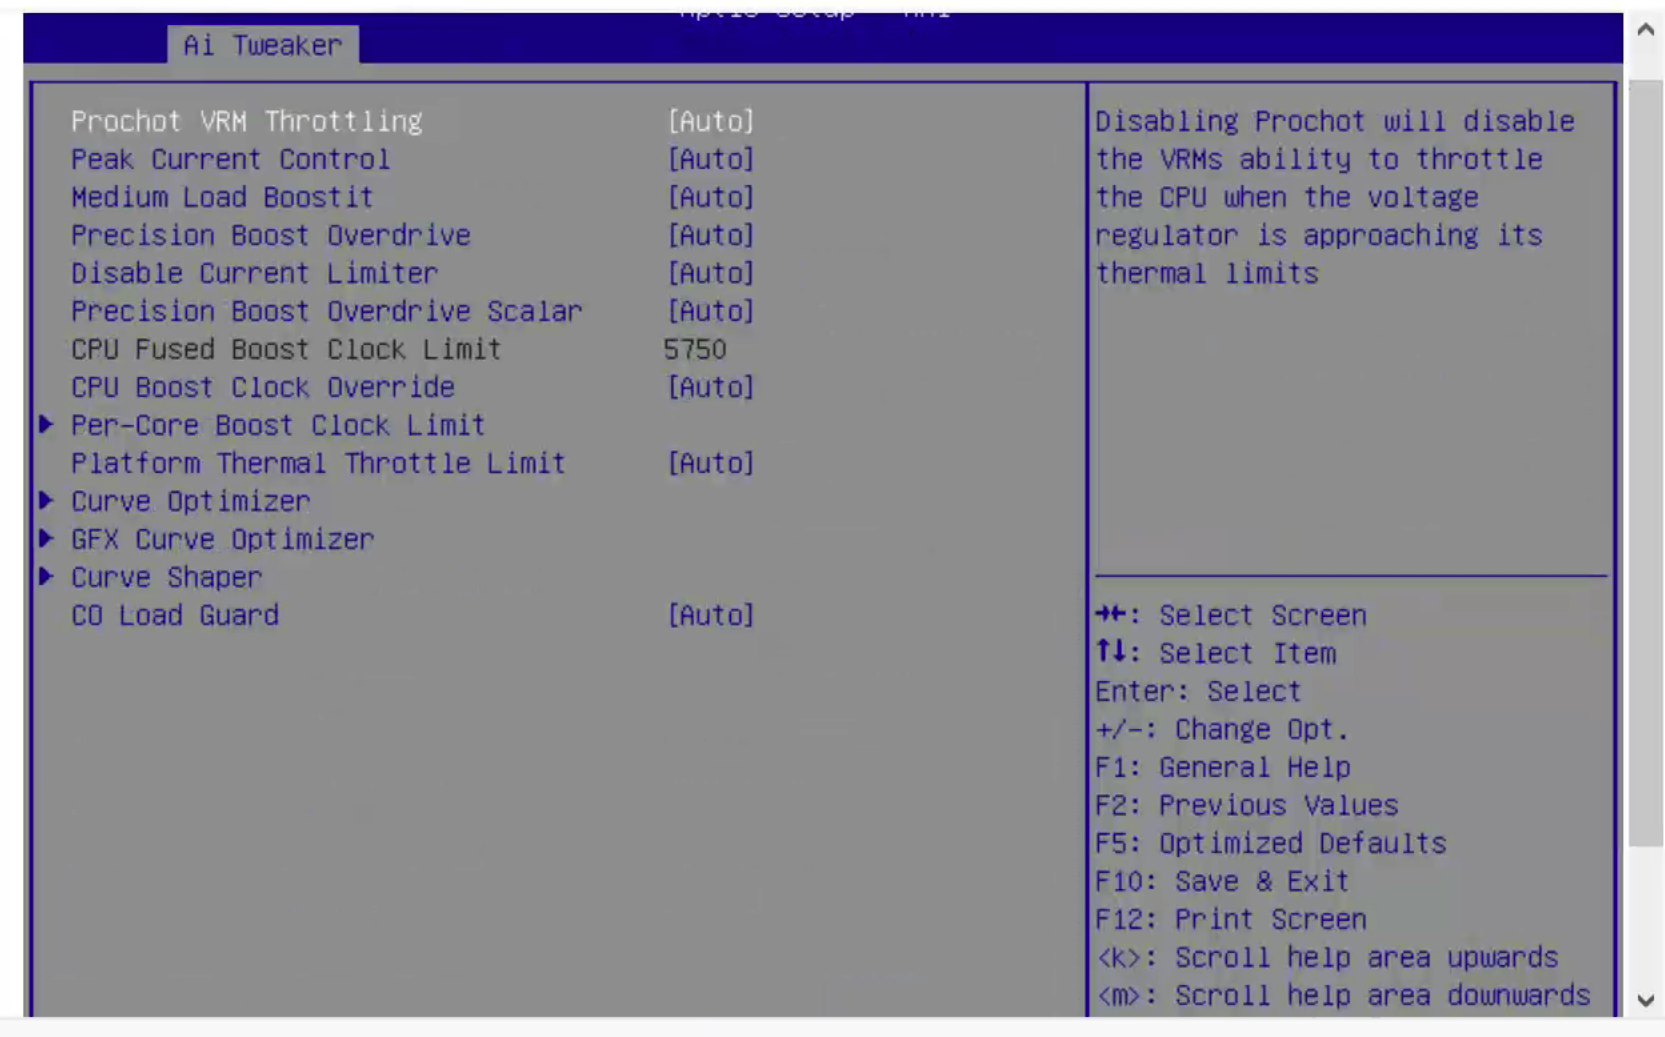 Ai Tweaker
Prochot VRM Throttling [Auto]
Peak Current Control [Auto]
Medium Load Boostit [Auto]
Precision Boost Overdrive [Auto]
Disable Current Limiter [Auto]
Precision Boost Overdrive Scalar [Auto]
CPU Fused Boost Clock Limit 5750
CPU Boost Clock Override [Auto]
Per-Core Boost Clock Limit
Platform Thermal Throttle Limit [Auto]
Curve Optimizer
GFX Curve Optimizer
Curve Shaper
CO Load Guard [Auto]
Disabling Prochot will disable
the VRMs ability to throttle
the CPU when the voltage
regulator is approaching its
thermal limits
→←: Select Screen
↑↓: Select Item
Enter: Select
+/-: Change Opt.
F1: General Help
F2: Previous Values
F5: Optimized Defaults
F10: Save & Exit
F12: Print Screen
<k>: Scroll help area upwards
<m>: Scroll help area downwards